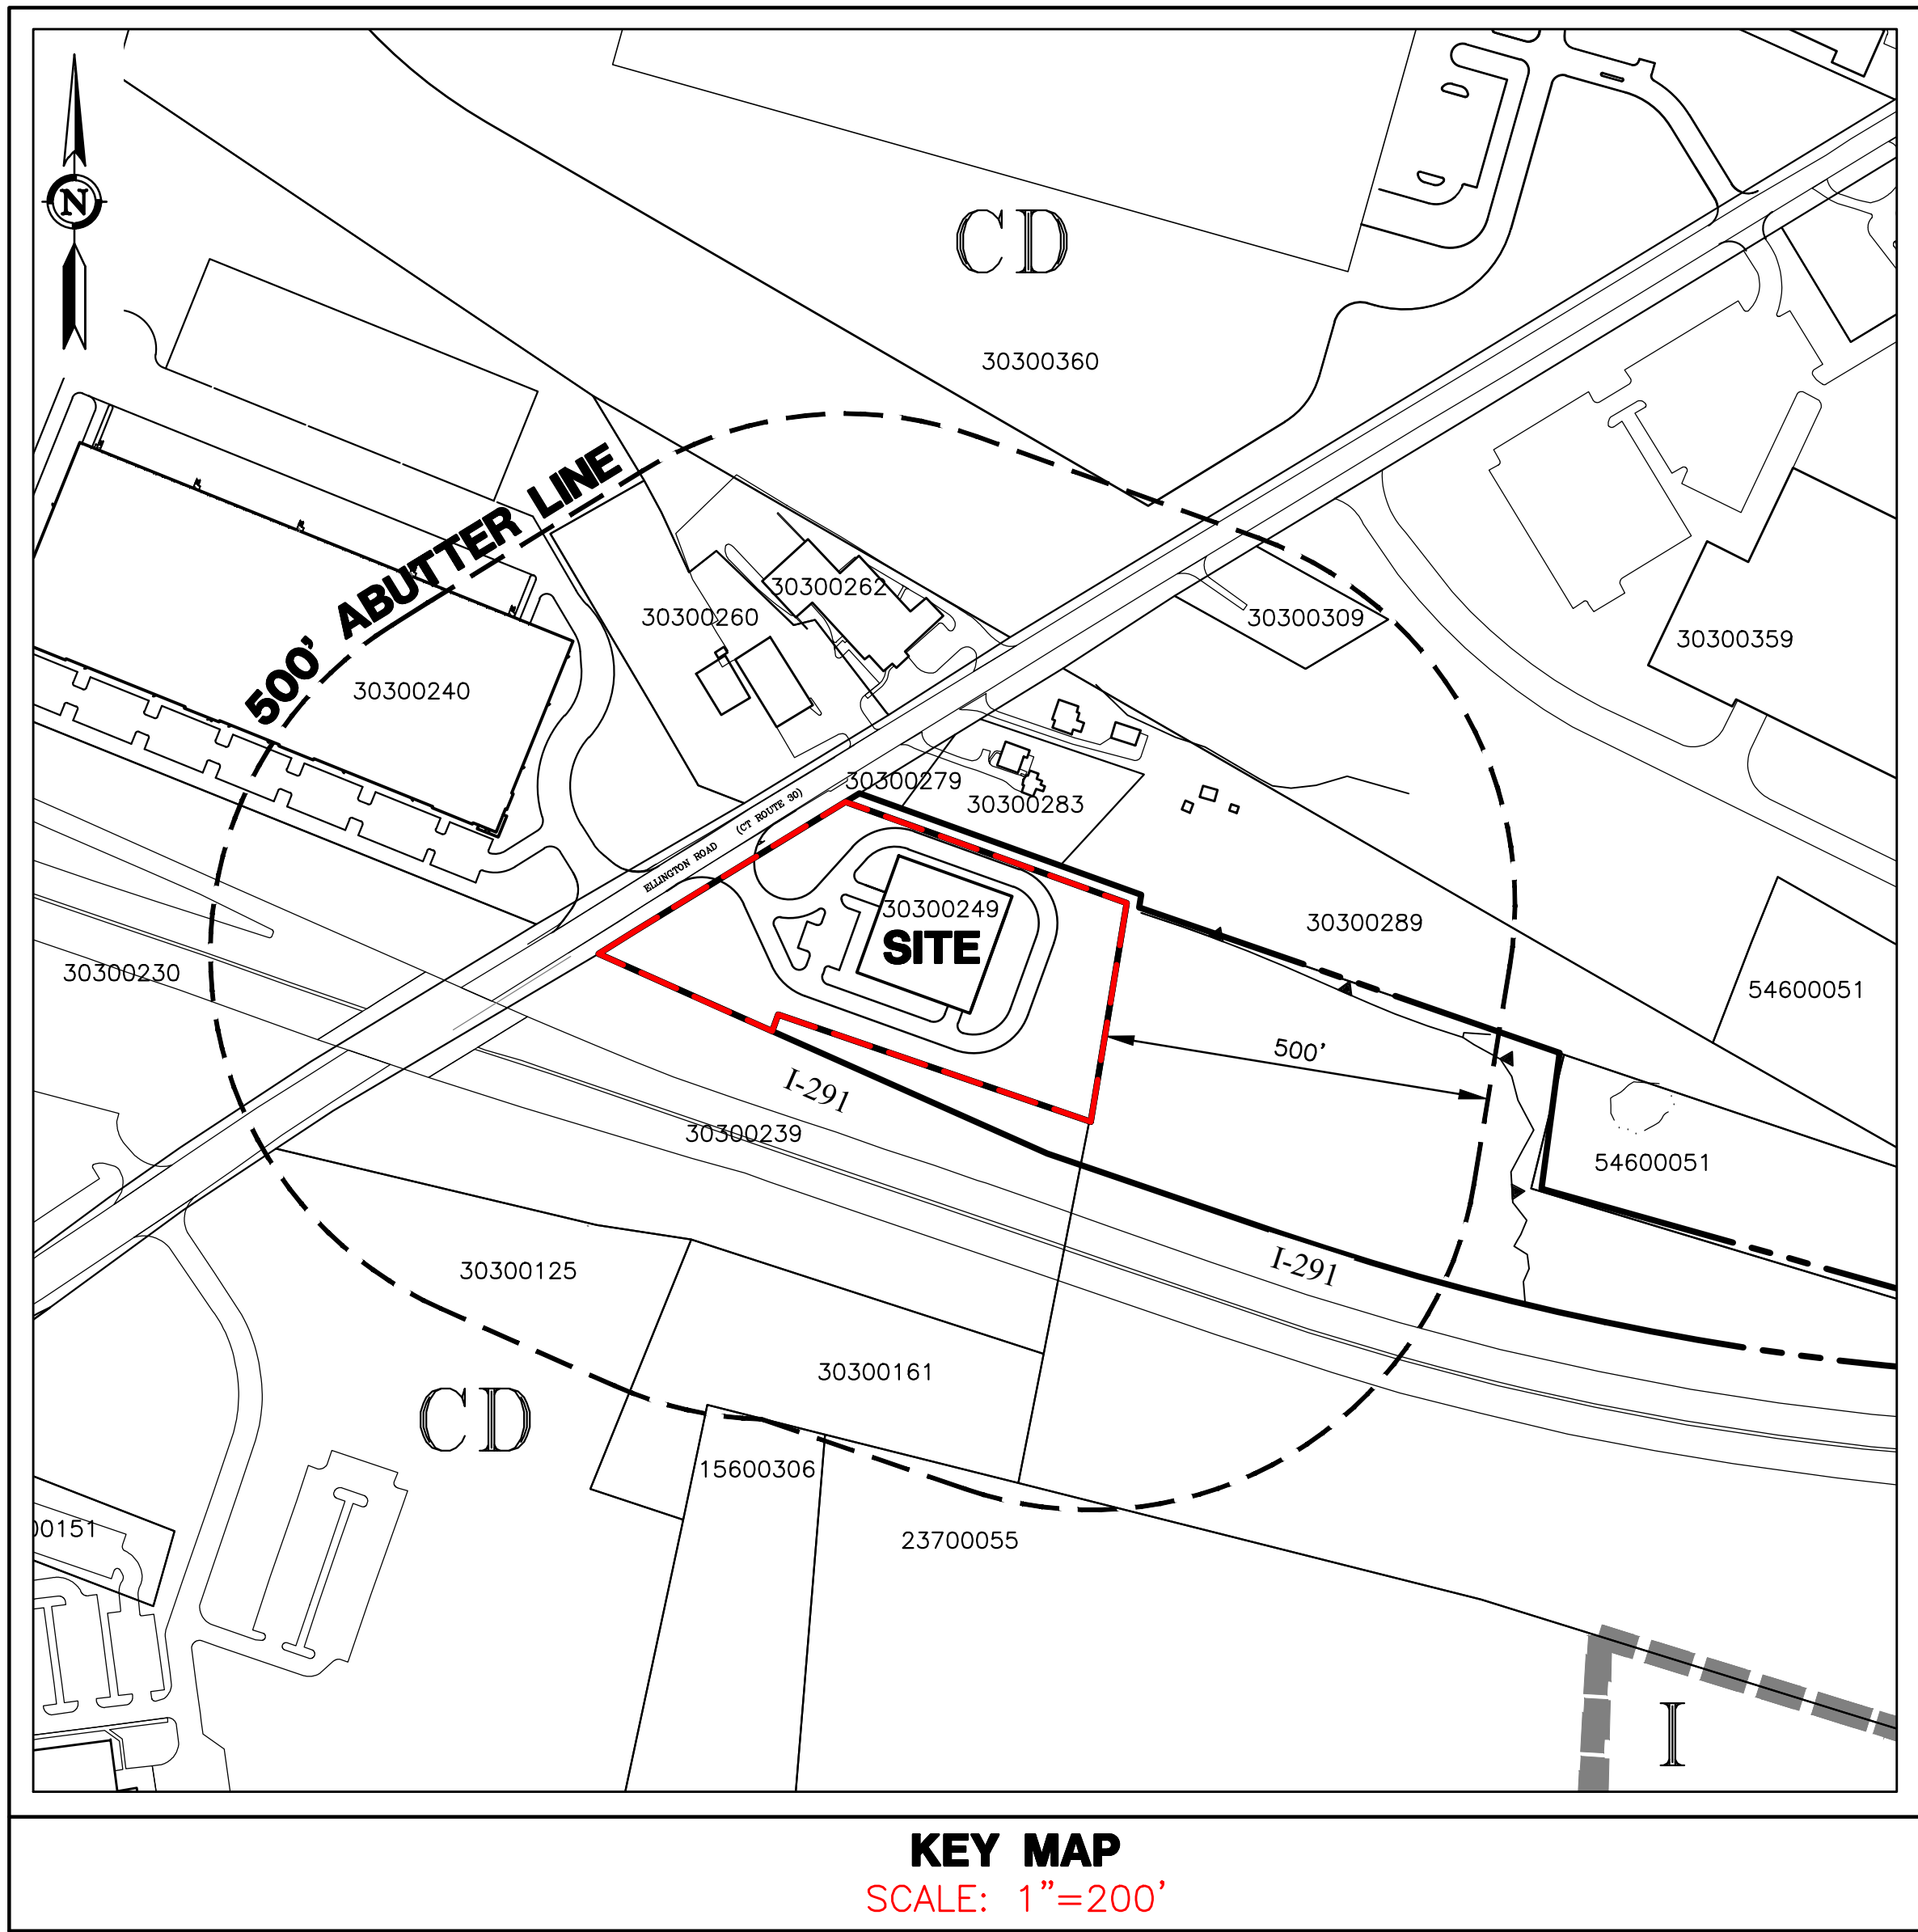 N
CD
30300360
500' ABUTTER LINE
30300262
30300260
30300309
30300359
30300240
30300279
30300283
(CT ROUTE 30)
ELLINGTON ROAD
30300249
SITE
30300289
30300230
54600051
500'
I-291
30300239
54600051
I-291
30300125
30300161
CD
15600306
00151
23700055
I
KEY MAP
SCALE: 1"=200'